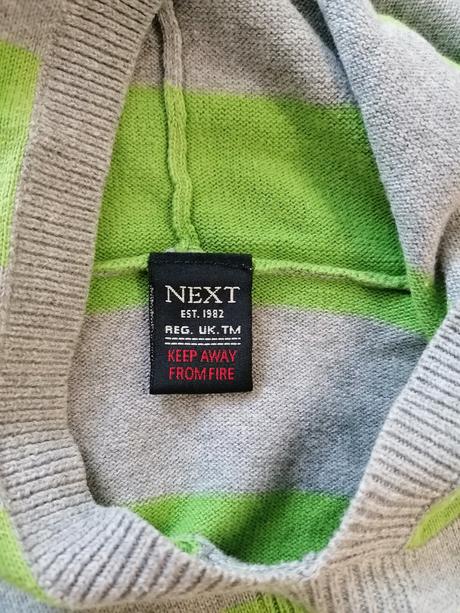 NEXT
EST. 1982
REG. UK. TM
KEEP AWAY
FROM FIRE